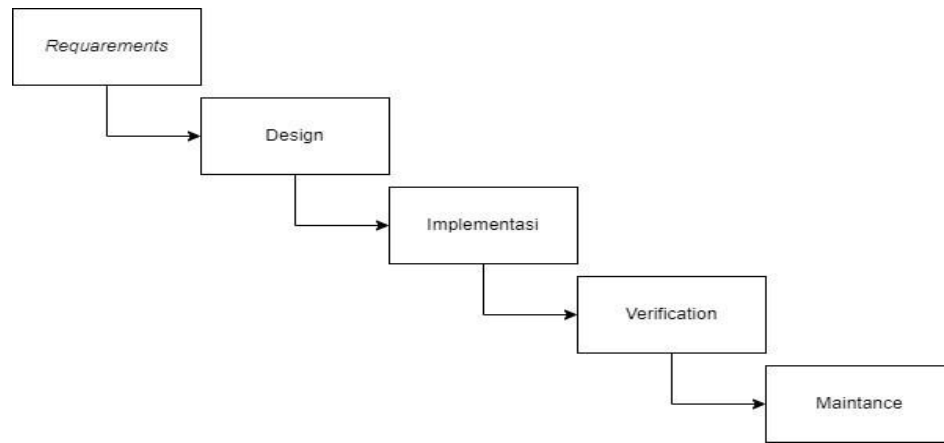 Requarements
Design
Implementasi
Verification
Maintance